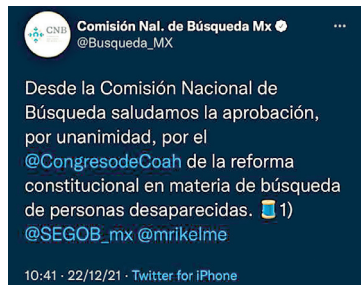 CNB
Comisión Nal. de Búsqueda Mx
@Busqueda_MX
Desde la Comisión Nacional de
Búsqueda saludamos la aprobación,
por unanimidad, por el
@CongresodeCoah de la reforma
constitucional en materia de búsqueda
de personas desaparecidas. 🧵1)
@SEGOB_mx @mrikelme
10:41 · 22/12/21 · Twitter for iPhone